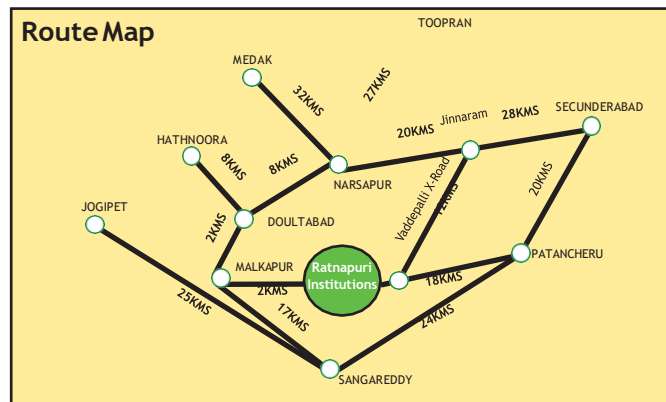 Route Map
TOOPRAN
MEDAK
32KMS
27KMS
SECUNDERABAD
Jinnaram
28KMS
20KMS
HATHNOORA
8KMS
8KMS
NARSAPUR
20KMS
Vaddepalli X-Road
12KMS
JOGIPET
DOULTABAD
2KMS
PATANCHERU
MALKAPUR
Ratnapuri
Institutions
2KMS
18KMS
25KMS
17KMS
24KMS
SANGAREDDY